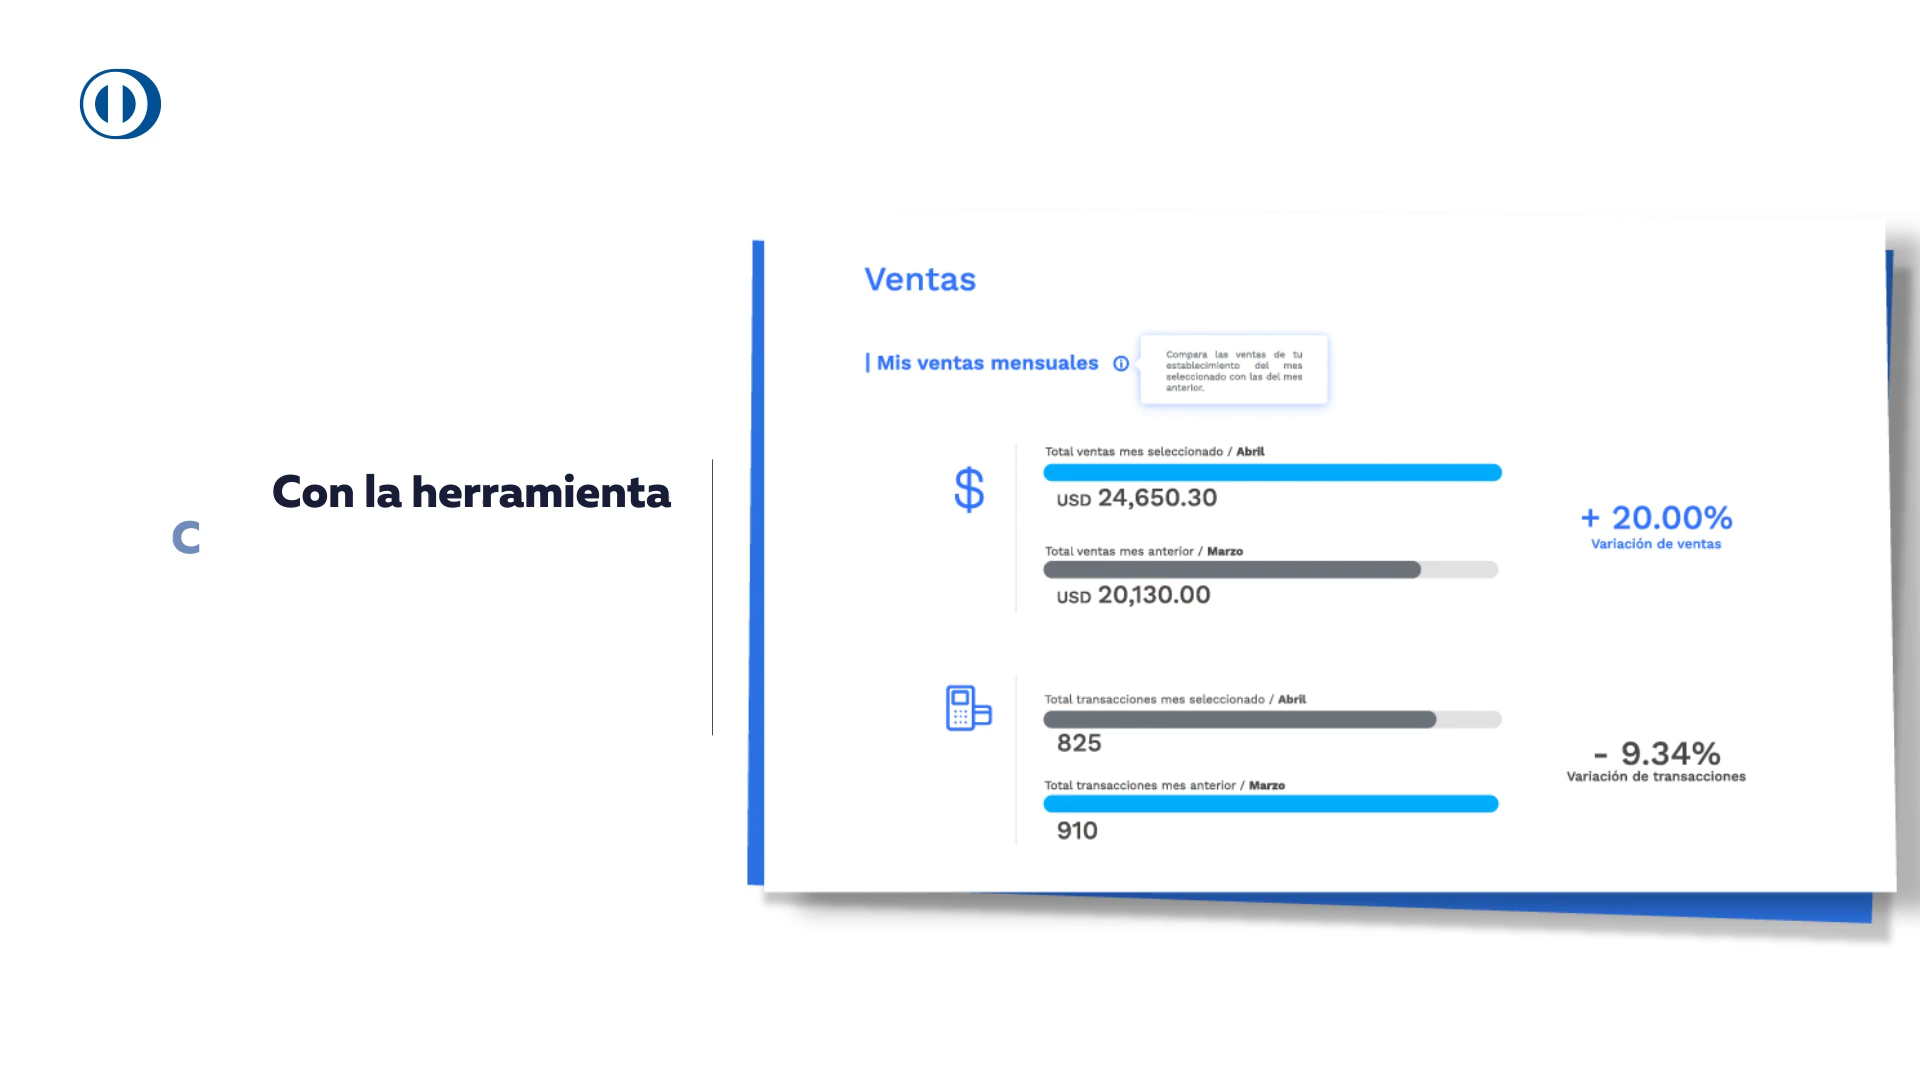 Con la herramienta
C
Ventas
| Mis ventas mensuales
Compara las ventas de tu
establecimiento del mes
seleccionado con las del mes
anterior.
$
Total ventas mes seleccionado / Abril
USD 24,650.30
Total ventas mes anterior / Marzo
USD 20,130.00
+ 20.00%
Variación de ventas
Total transacciones mes seleccionado / Abril
825
Total transacciones mes anterior / Marzo
910
- 9.34%
Variación de transacciones